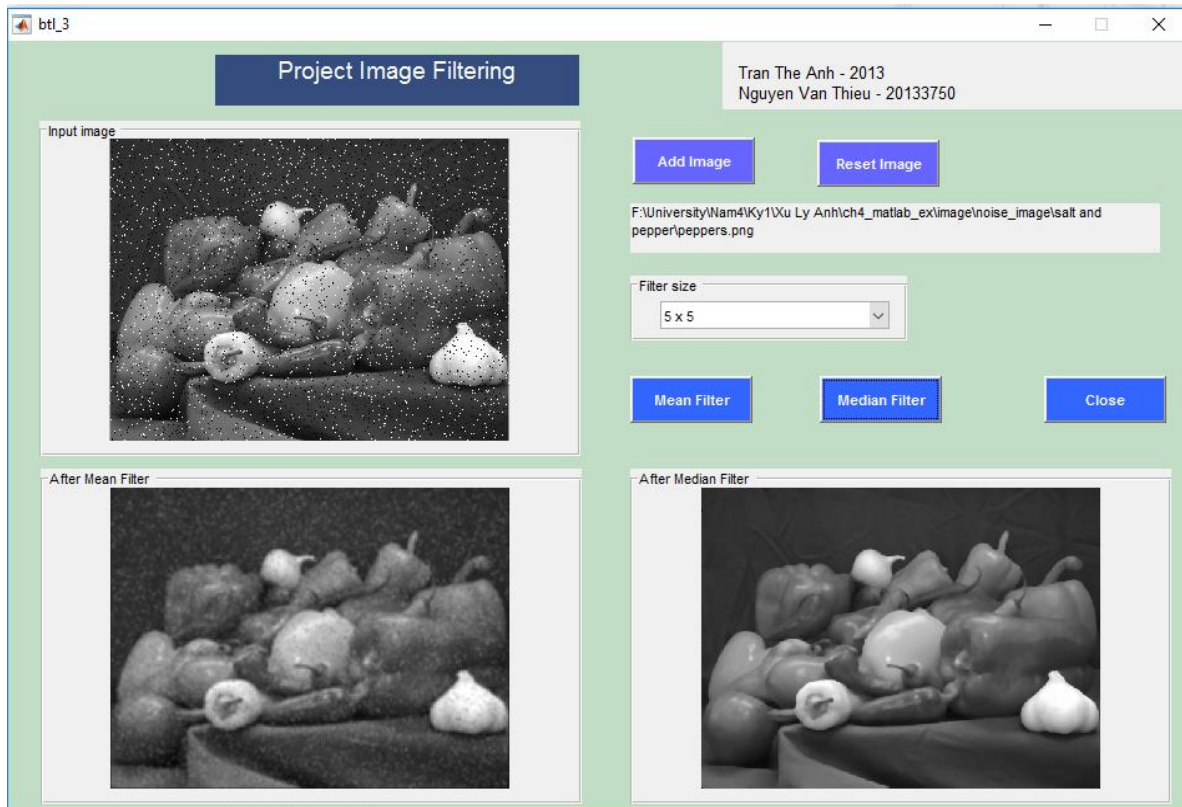 btl_3
Project Image Filtering
Tran The Anh - 2013
Nguyen Van Thieu - 20133750
Input image
Add Image
Reset Image
F:\University\Nam4\Ky1\Xu Ly Anh\ch4_matlab_ex\image\noise_image\salt and
pepper\peppers.png
Filter size
5 x 5
Mean Filter
Median Filter
Close
After Mean Filter
After Median Filter